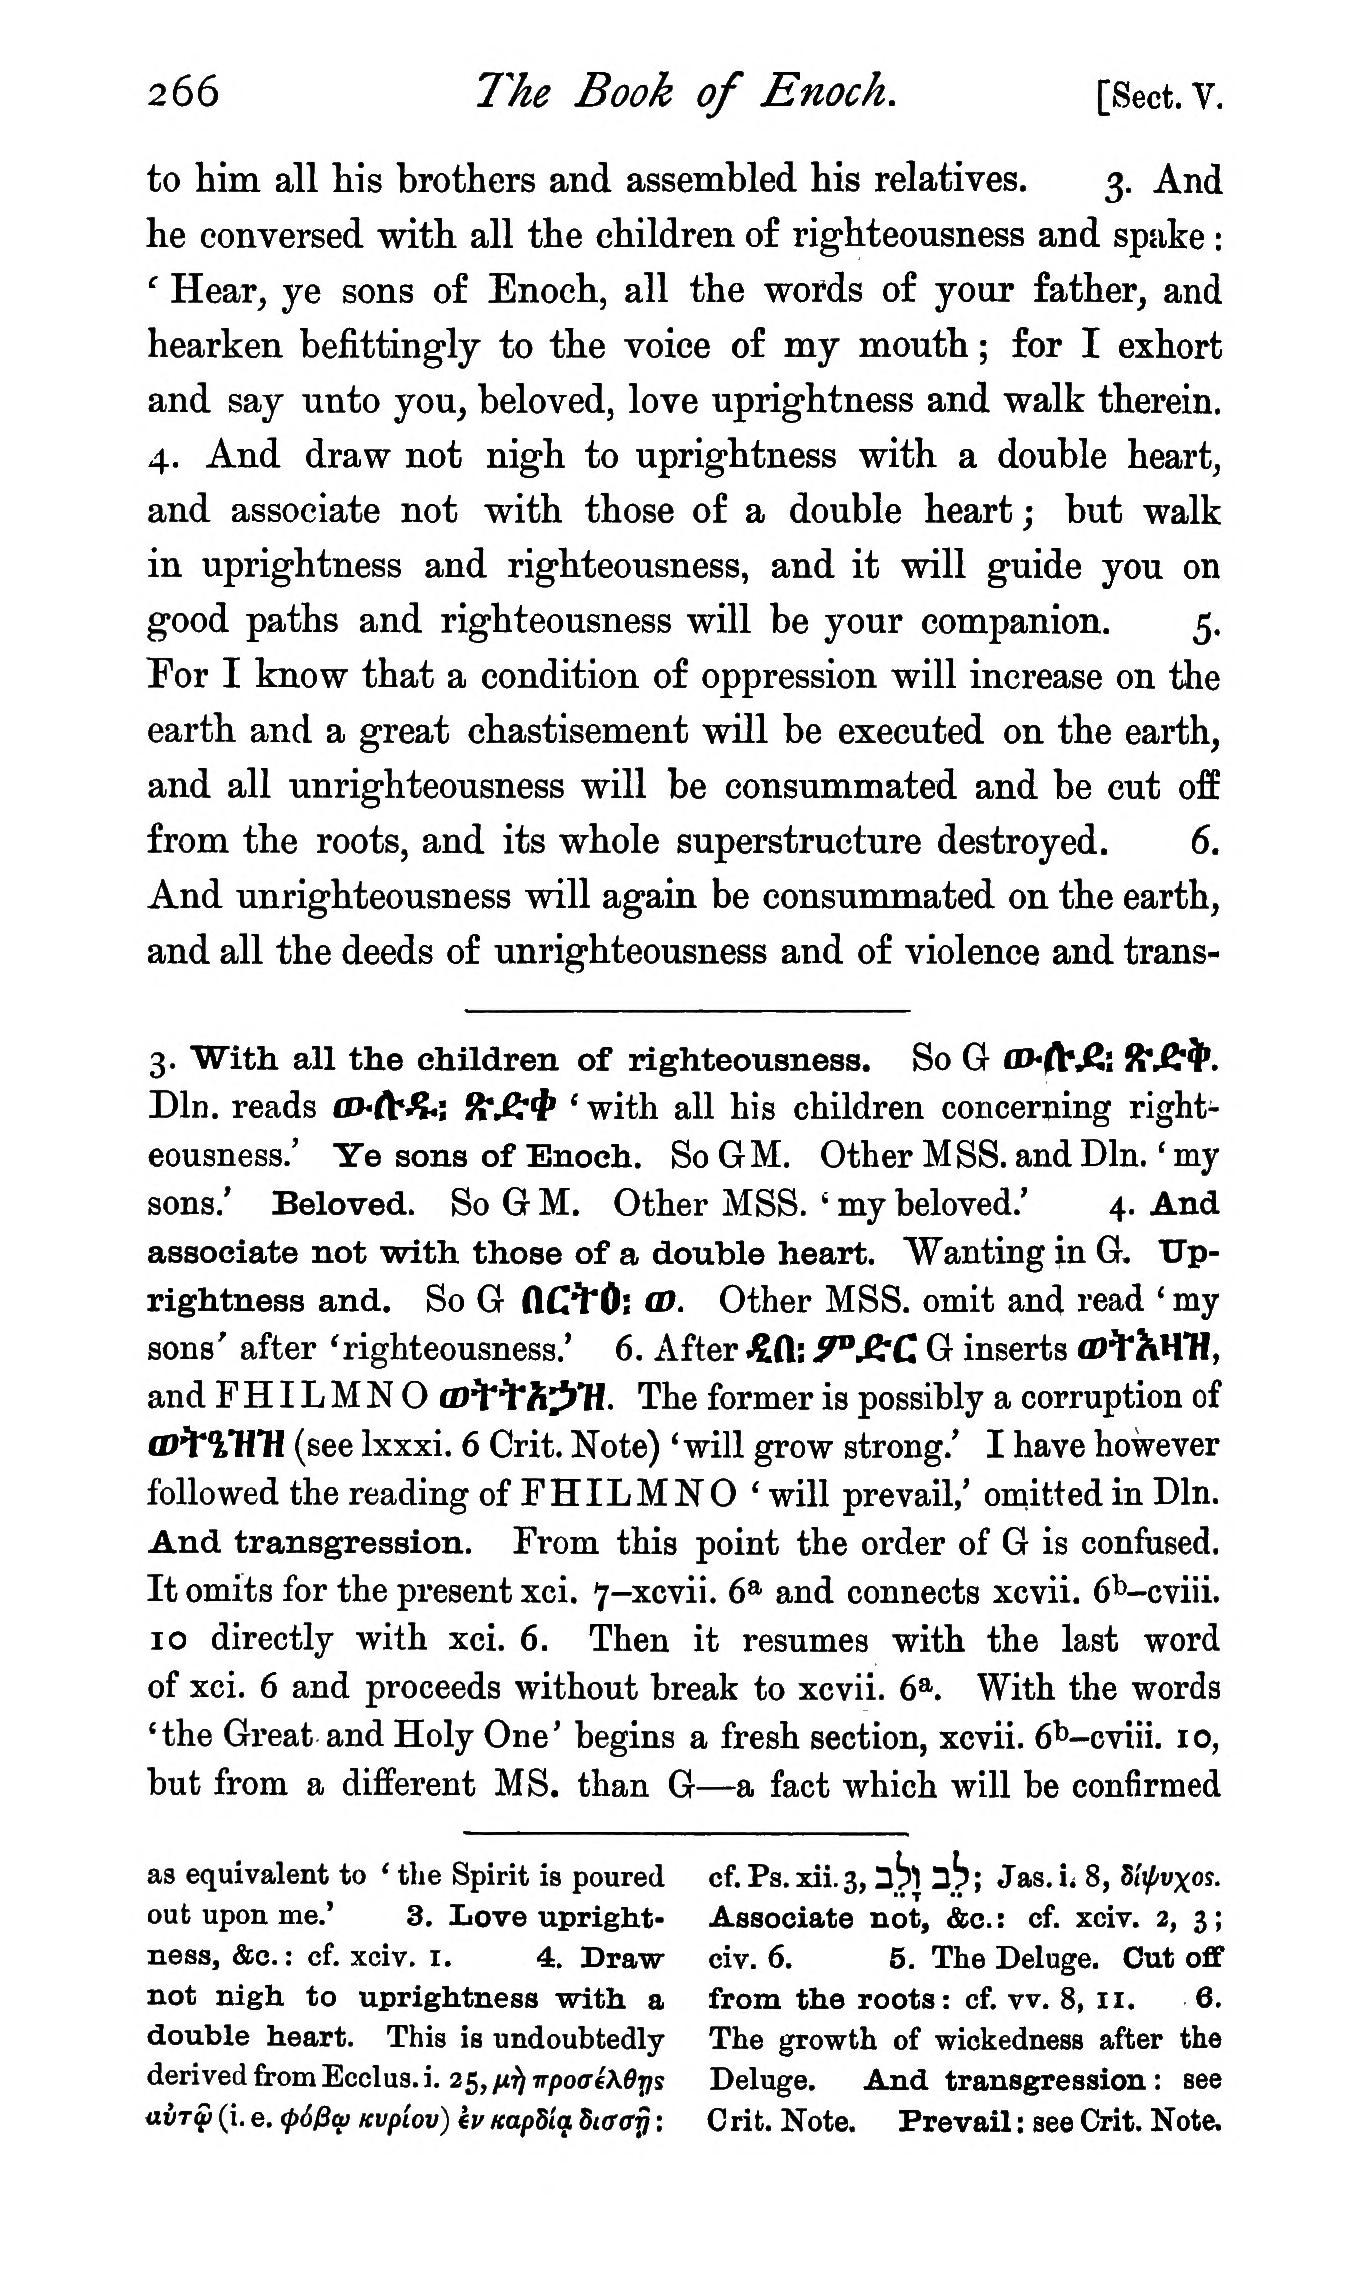 266 The Book of Enoch. [Sect. V.
to him all his brothers and assembled his relatives. 3. And
he conversed with all the children of righteousness and spake :
‘ Hear, ye sons of Enoch, all the words of your father, and
hearken befittingly to the voice of my mouth ; for I exhort
and say unto you, beloved, love uprightness and walk therein.
4. And draw not nigh to uprightness with a double heart,
and associate not with those of a double heart ; but walk
in uprightness and righteousness, and it will guide you on
good paths and righteousness will be your companion. 5.
For I know that a condition of oppression will increase on the
earth and a great chastisement will be executed on the earth,
and all unrighteousness will be consummated and be cut off
from the roots, and its whole superstructure destroyed. 6.
And unrighteousness will again be consummated on the earth,
and all the deeds of unrighteousness and of violence and trans-
3. With all the children of righteousness. So G ውሉደ፡ ጽድቅ.
Dln. reads ውሉዱ፡ ጽድቀ ‘with all his children concerning right-
eousness.’ Ye sons of Enoch. So G M. Other MSS. and Dln. ‘my
sons.’ Beloved. So G M. Other MSS. ‘my beloved.’ 4. And
associate not with those of a double heart. Wanting in G. Up-
rightness and. So G በርትዕ፡ ወ. Other MSS. omit and read ‘my
sons’ after ‘righteousness.’ 6. After ዲበ፡ ምድር G inserts ወትእዛዝ,
and F H I L M N O ወትትእኃዝ. The former is possibly a corruption of
ወትዔዝዝ (see lxxxi. 6 Crit. Note) ‘will grow strong.’ I have however
followed the reading of F H I L M N O ‘will prevail,’ omitted in Dln.
And transgression. From this point the order of G is confused.
It omits for the present xci. 7–xcvii. 6a and connects xcvii. 6b–cviii.
10 directly with xci. 6. Then it resumes with the last word
of xci. 6 and proceeds without break to xcvii. 6a. With the words
‘the Great and Holy One’ begins a fresh section, xcvii. 6b–cviii. 10,
but from a different MS. than G—a fact which will be confirmed
as equivalent to ‘ the Spirit is poured
out upon me.’ 3. Love upright-
ness, &c. : cf. xciv. 1. 4. Draw
not nigh to uprightness with a
double heart. This is undoubtedly
derived from Ecclus. i. 25, μὴ προσέλθῃς
αὐτῷ (i. e. φόβῳ κυρίου) ἐν καρδίᾳ δισσῇ :
cf. Ps. xii. 3, לֵב וָלֵב; Jas. i. 8, δίψυχος.
Associate not, &c.: cf. xciv. 2, 3 ;
civ. 6. 5. The Deluge. Cut off
from the roots : cf. vv. 8, 11. 6.
The growth of wickedness after the
Deluge. And transgression : see
Crit. Note. Prevail : see Crit. Note.